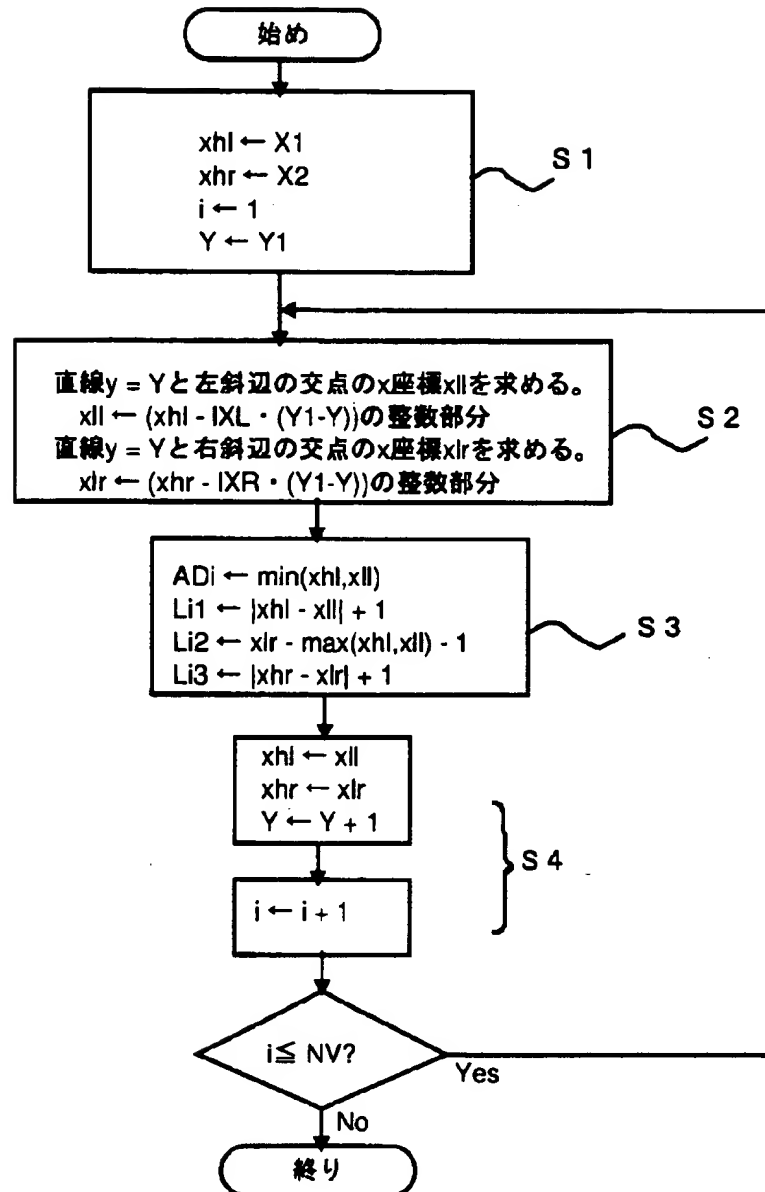 始め
xhl ← X1
xhr ← X2
i ← 1
Y ← Y1
S 1
直線y = Yと左斜辺の交点のx座標xllを求める。
xll ← (xhl - IXL・(Y1-Y))の整数部分
直線y = Yと右斜辺の交点のx座標xlrを求める。
xlr ← (xhr - IXR・(Y1-Y))の整数部分
S 2
ADi ← min(xhl,xll)
Li1 ← |xhl - xll| + 1
Li2 ← xlr - max(xhl,xll) - 1
Li3 ← |xhr - xlr| + 1
S 3
xhl ← xll
xhr ← xlr
Y ← Y + 1
S 4
i ← i + 1
i≦ NV?
Yes
No
終り